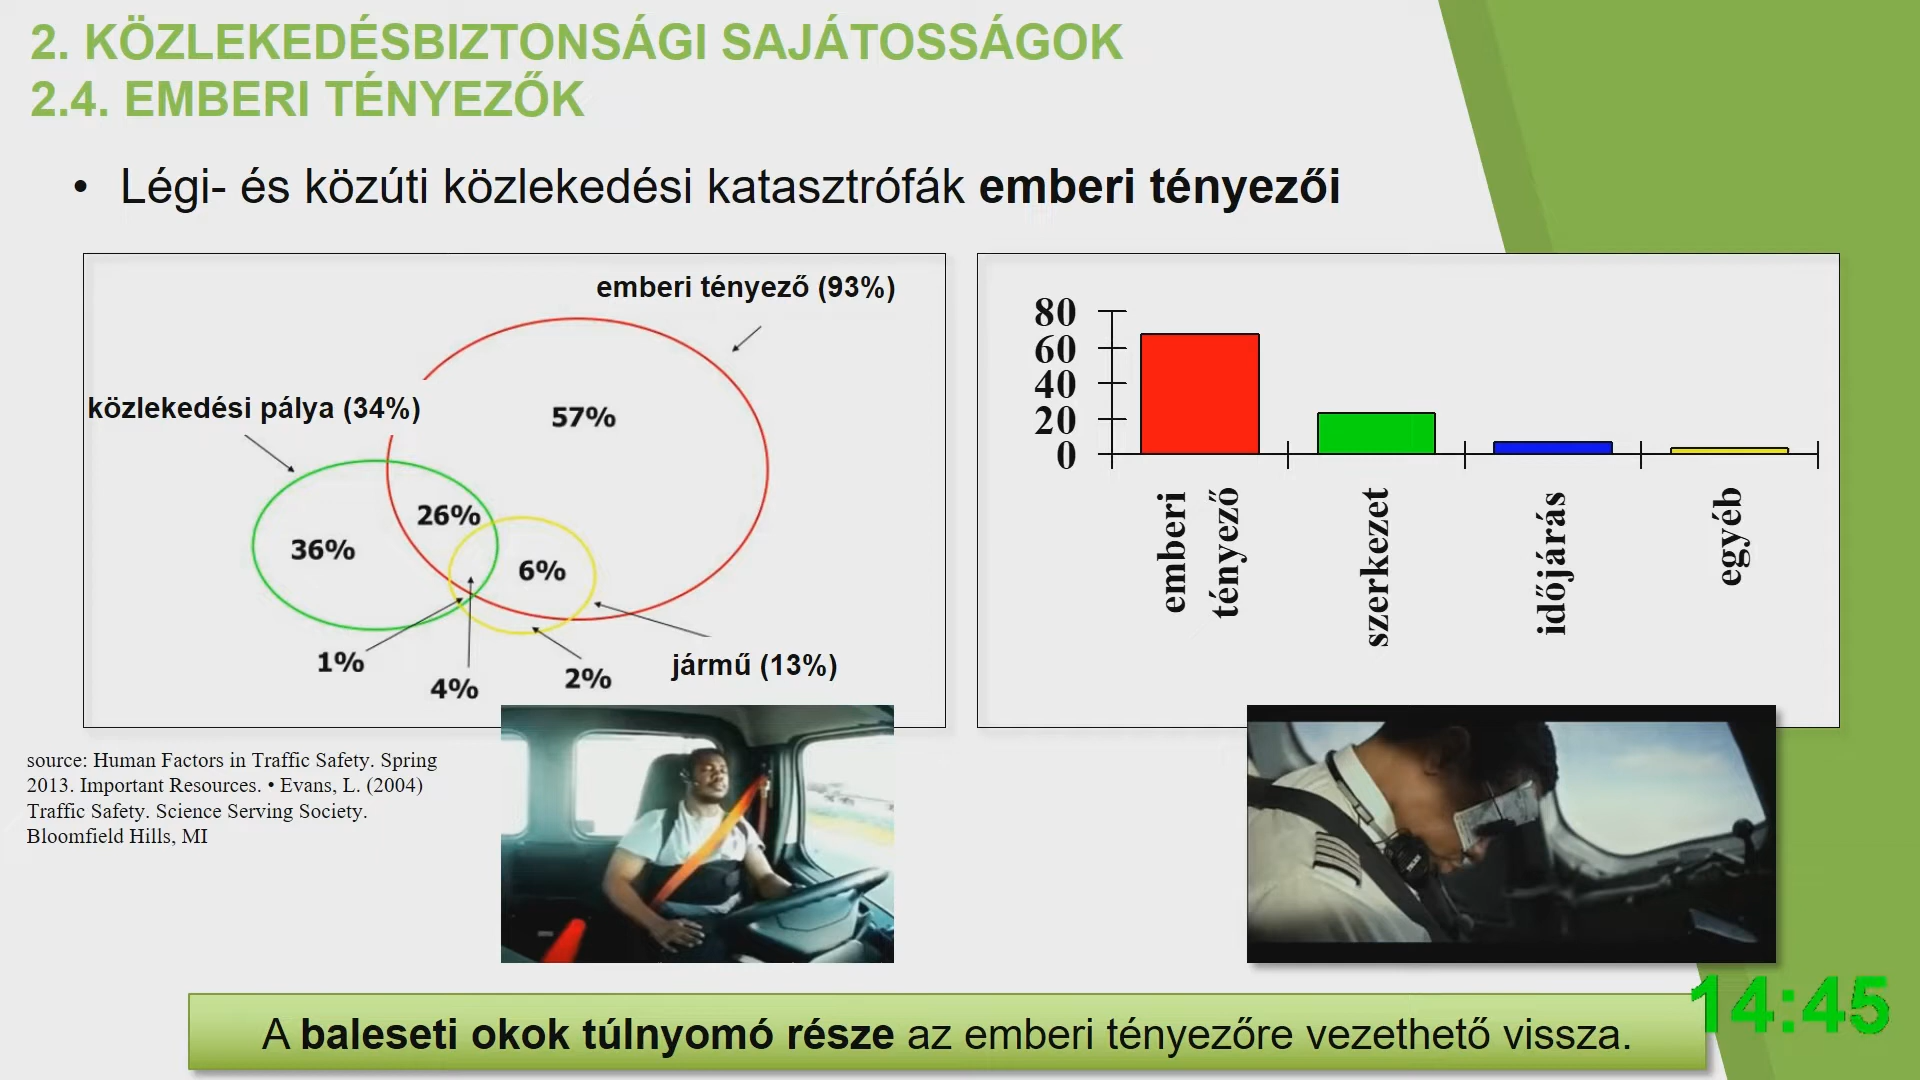 2. KÖZLEKEDÉSBIZTONSÁGI SAJÁTOSSÁGOK
2.4. EMBERI TÉNYEZŐK
• Légi- és közúti közlekedési katasztrófák emberi tényezői
emberi tényező (93%)
közlekedési pálya (34%)
57%
26%
36%
6%
1%
4%
2%
jármű (13%)
80
60
40
20
0
emberi
tényező
szerkezet
időjárás
egyéb
source: Human Factors in Traffic Safety. Spring
2013. Important Resources. • Evans, L. (2004)
Traffic Safety. Science Serving Society.
Bloomfield Hills, MI
14:45
A baleseti okok túlnyomó része az emberi tényezőre vezethető vissza.